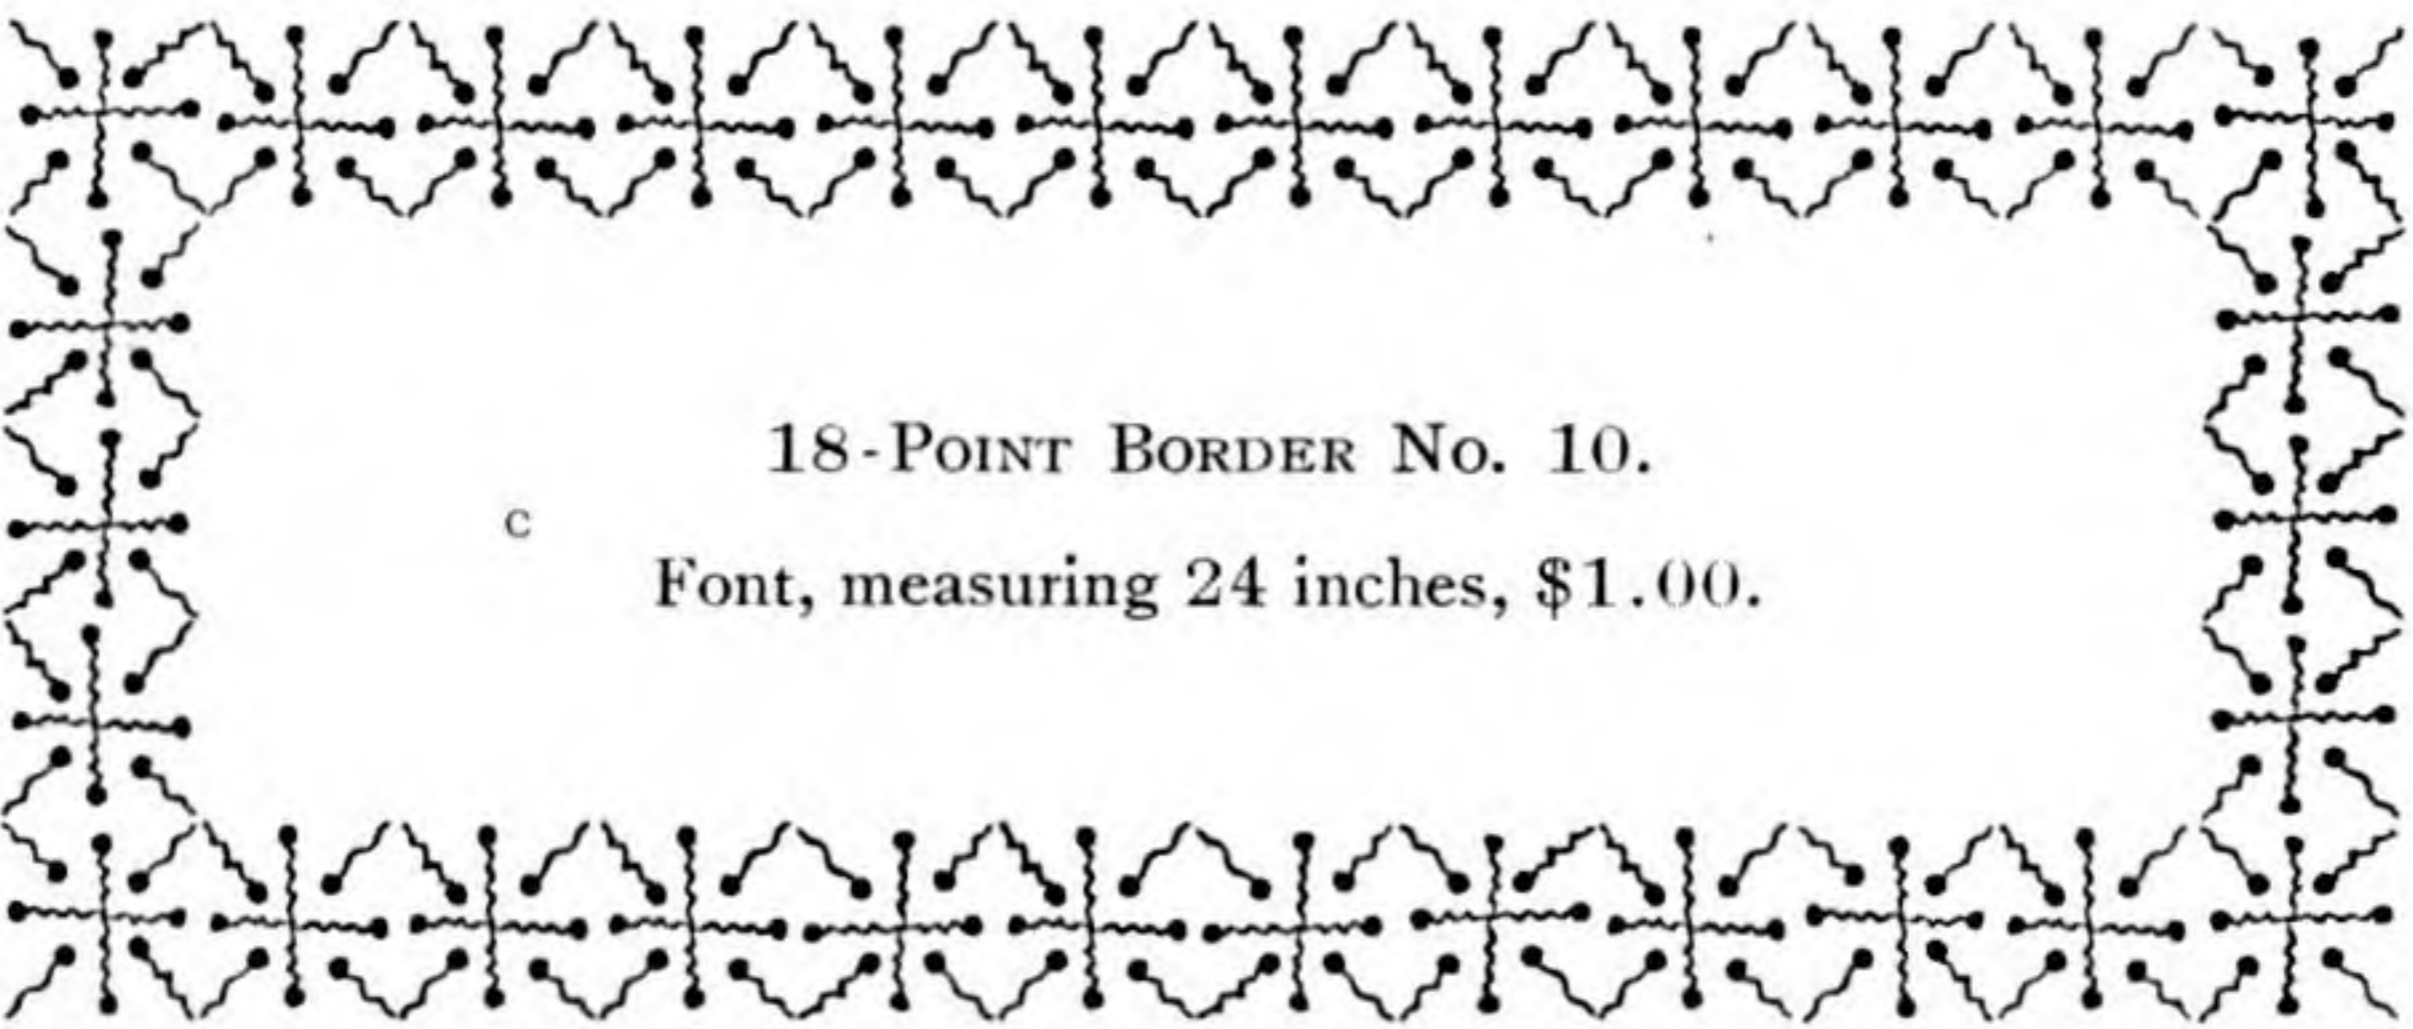 18-Point Border No. 10.
c
Font, measuring 24 inches, $1.00.